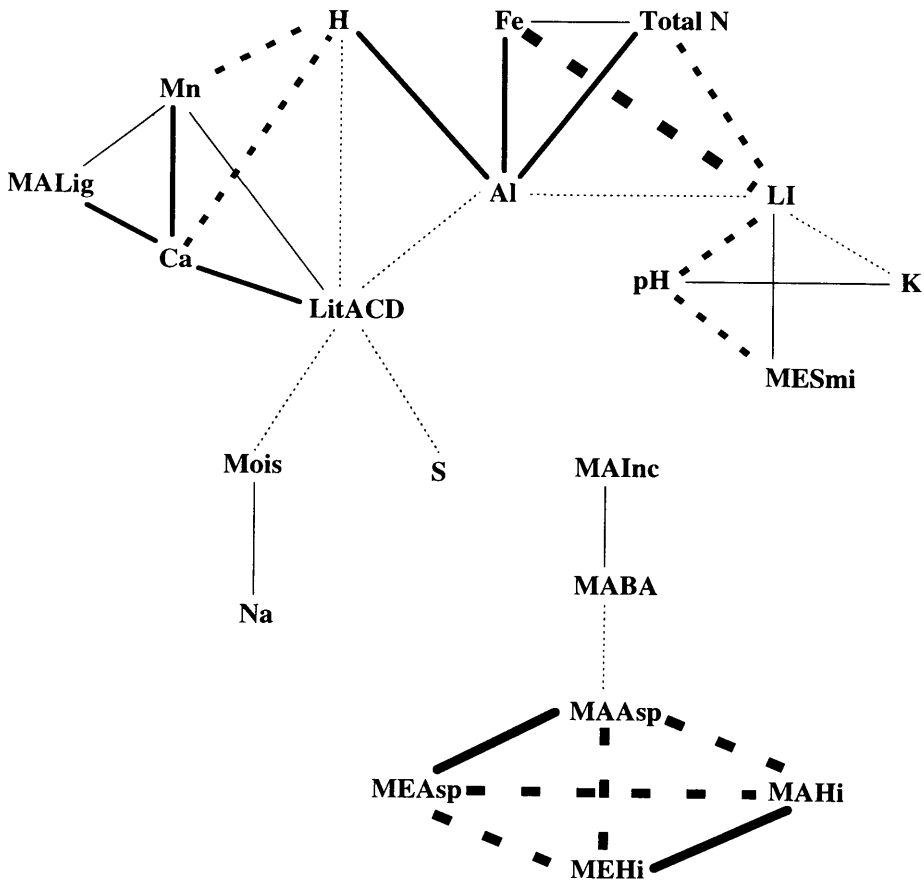 H Fe Total N
Mn
MALig Al LI
Ca
pH K
LitACD
MESmi
Mois S MAInc
MABA
Na
MAAsp
MEAsp MAHi
MEHi